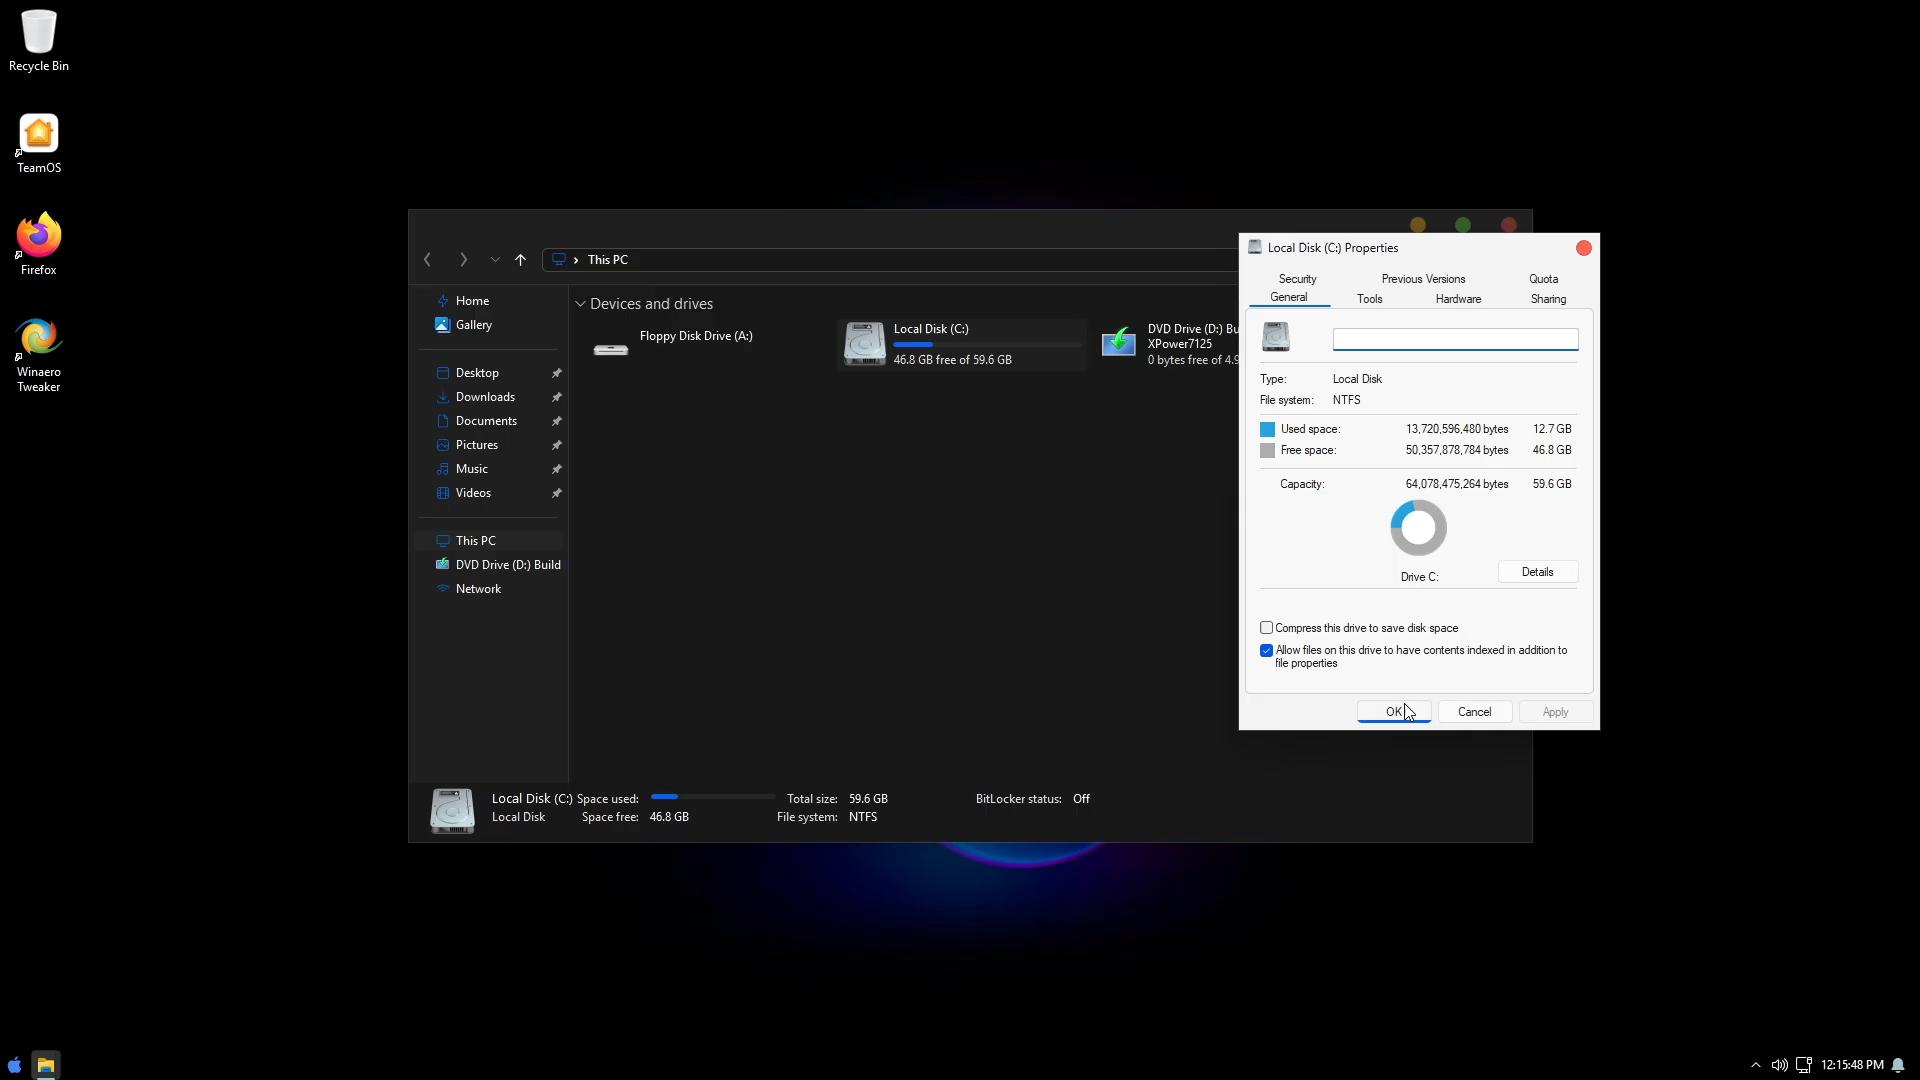 Recycle Bin
TeamOS
Firefox
Winaero
Tweaker
This PC
Home
Gallery
Desktop
Downloads
Documents
Pictures
Music
Videos
This PC
DVD Drive (D:) Build
Network
Devices and drives
Floppy Disk Drive (A:)
Local Disk (C:)
46.8 GB free of 59.6 GB
DVD Drive (D:) Bu
XPower7125
0 bytes free of 4.9
Local Disk (C:) Space used: Total size: 59.6 GB BitLocker status: Off
Local Disk Space free: 46.8 GB File system: NTFS
Local Disk (C:) Properties
Security Previous Versions Quota
General Tools Hardware Sharing
Type: Local Disk
File system: NTFS
Used space: 13,720,596,480 bytes 12.7 GB
Free space: 50,357,878,784 bytes 46.8 GB
Capacity: 64,078,475,264 bytes 59.6 GB
Drive C: Details
Compress this drive to save disk space
Allow files on this drive to have contents indexed in addition to
file properties
OK Cancel Apply
12:15:48 PM